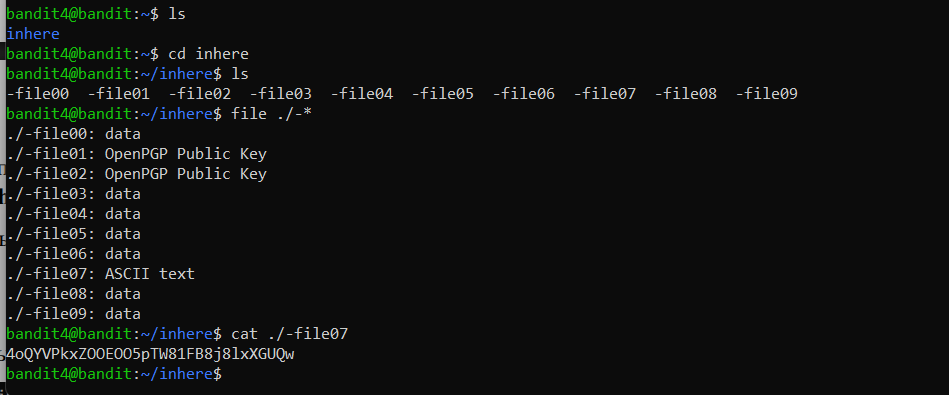 bandit4@bandit:~$ ls
inhere
bandit4@bandit:~$ cd inhere
bandit4@bandit:~/inhere$ ls
-file00  -file01  -file02  -file03  -file04  -file05  -file06  -file07  -file08  -file09
bandit4@bandit:~/inhere$ file ./-*
./-file00: data
./-file01: OpenPGP Public Key
./-file02: OpenPGP Public Key
./-file03: data
./-file04: data
./-file05: data
./-file06: data
./-file07: ASCII text
./-file08: data
./-file09: data
bandit4@bandit:~/inhere$ cat ./-file07
4oQYVPkxZOOEOO5pTW81FB8j8lxXGUQw
bandit4@bandit:~/inhere$